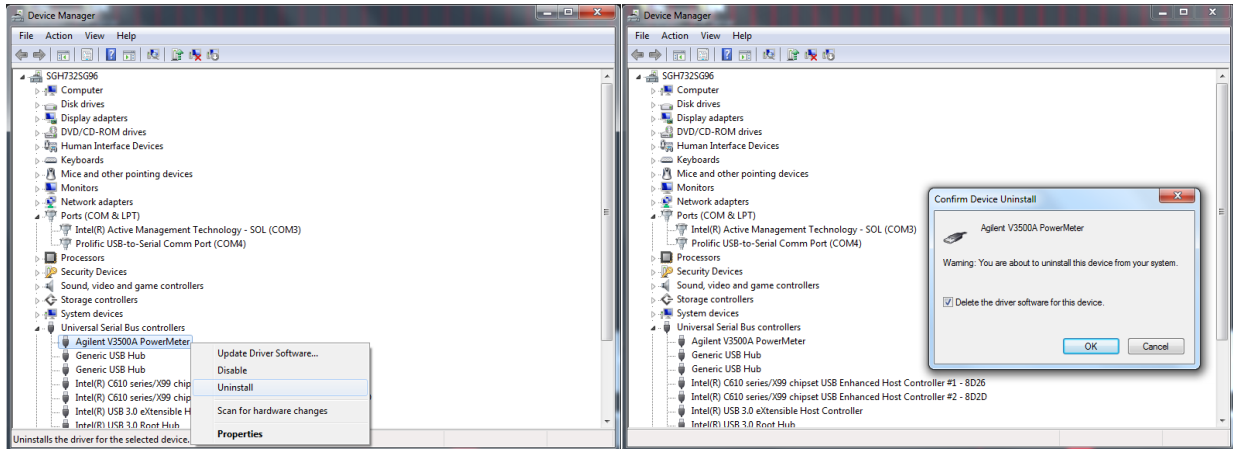 Device Manager
File Action View Help
SGH732SG96
Computer
Disk drives
Display adapters
DVD/CD-ROM drives
Human Interface Devices
Keyboards
Mice and other pointing devices
Monitors
Network adapters
Ports (COM & LPT)
Intel(R) Active Management Technology - SOL (COM3)
Prolific USB-to-Serial Comm Port (COM4)
Processors
Security Devices
Sound, video and game controllers
Storage controllers
System devices
Universal Serial Bus controllers
Agilent V3500A PowerMeter
Generic USB Hub
Generic USB Hub
Intel(R) C610 series/X99 chip
Intel(R) C610 series/X99 chip
Intel(R) USB 3.0 eXtensible H
Intel(R) USB 3.0 Root Hub
Update Driver Software...
Disable
Uninstall
Scan for hardware changes
Properties
Uninstalls the driver for the selected device.
Device Manager
File Action View Help
SGH732SG96
Computer
Disk drives
Display adapters
DVD/CD-ROM drives
Human Interface Devices
Keyboards
Mice and other pointing devices
Monitors
Network adapters
Ports (COM & LPT)
Intel(R) Active Management Technology - SOL (COM3)
Prolific USB-to-Serial Comm Port (COM4)
Processors
Security Devices
Sound, video and game controllers
Storage controllers
System devices
Universal Serial Bus controllers
Agilent V3500A PowerMeter
Generic USB Hub
Generic USB Hub
Intel(R) C610 series/X99 chipset USB Enhanced Host Controller #1 - 8D26
Intel(R) C610 series/X99 chipset USB Enhanced Host Controller #2 - 8D2D
Intel(R) USB 3.0 eXtensible Host Controller
Intel(R) USB 3.0 Root Hub
Confirm Device Uninstall
Agilent V3500A PowerMeter
Warning: You are about to uninstall this device from your system.
Delete the driver software for this device.
OK Cancel